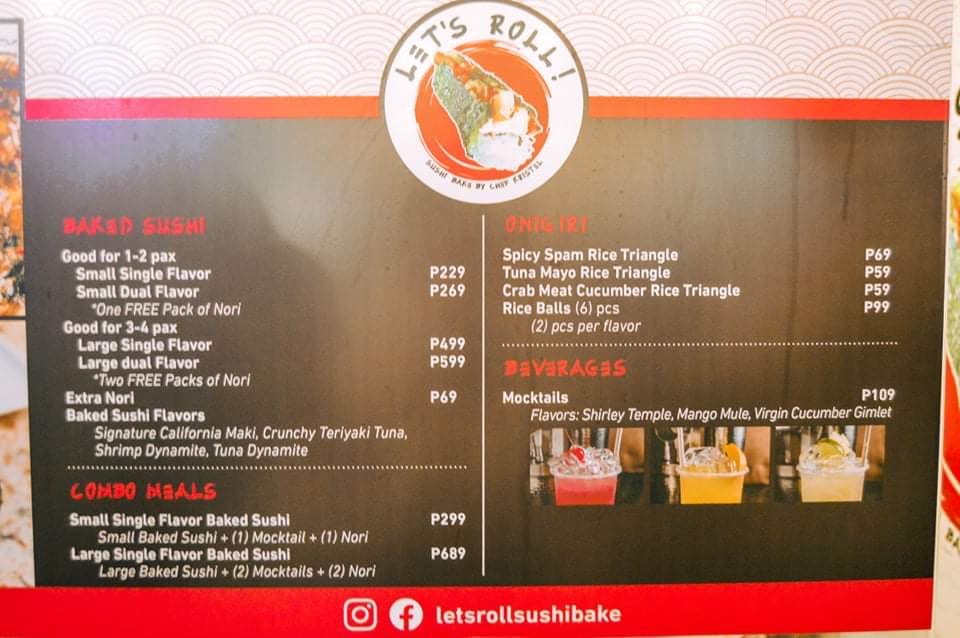 LET'S ROLL!
SUSHI BAKE BY CHEF KRISTEL
BAKED SUSHI
Good for 1-2 pax
Small Single Flavor P229
Small Dual Flavor P269
*One FREE Pack of Nori
Good for 3-4 pax
Large Single Flavor P499
Large dual Flavor P599
*Two FREE Packs of Nori
Extra Nori P69
Baked Sushi Flavors
Signature California Maki, Crunchy Teriyaki Tuna,
Shrimp Dynamite, Tuna Dynamite
COMBO MEALS
Small Single Flavor Baked Sushi P299
Small Baked Sushi + (1) Mocktail + (1) Nori
Large Single Flavor Baked Sushi P689
Large Baked Sushi + (2) Mocktails + (2) Nori
ONIGIRI
Spicy Spam Rice Triangle P69
Tuna Mayo Rice Triangle P59
Crab Meat Cucumber Rice Triangle P59
Rice Balls (6) pcs P99
(2) pcs per flavor
BEVERAGES
Mocktails P109
Flavors: Shirley Temple, Mango Mule, Virgin Cucumber Gimlet
letsrollsushibake